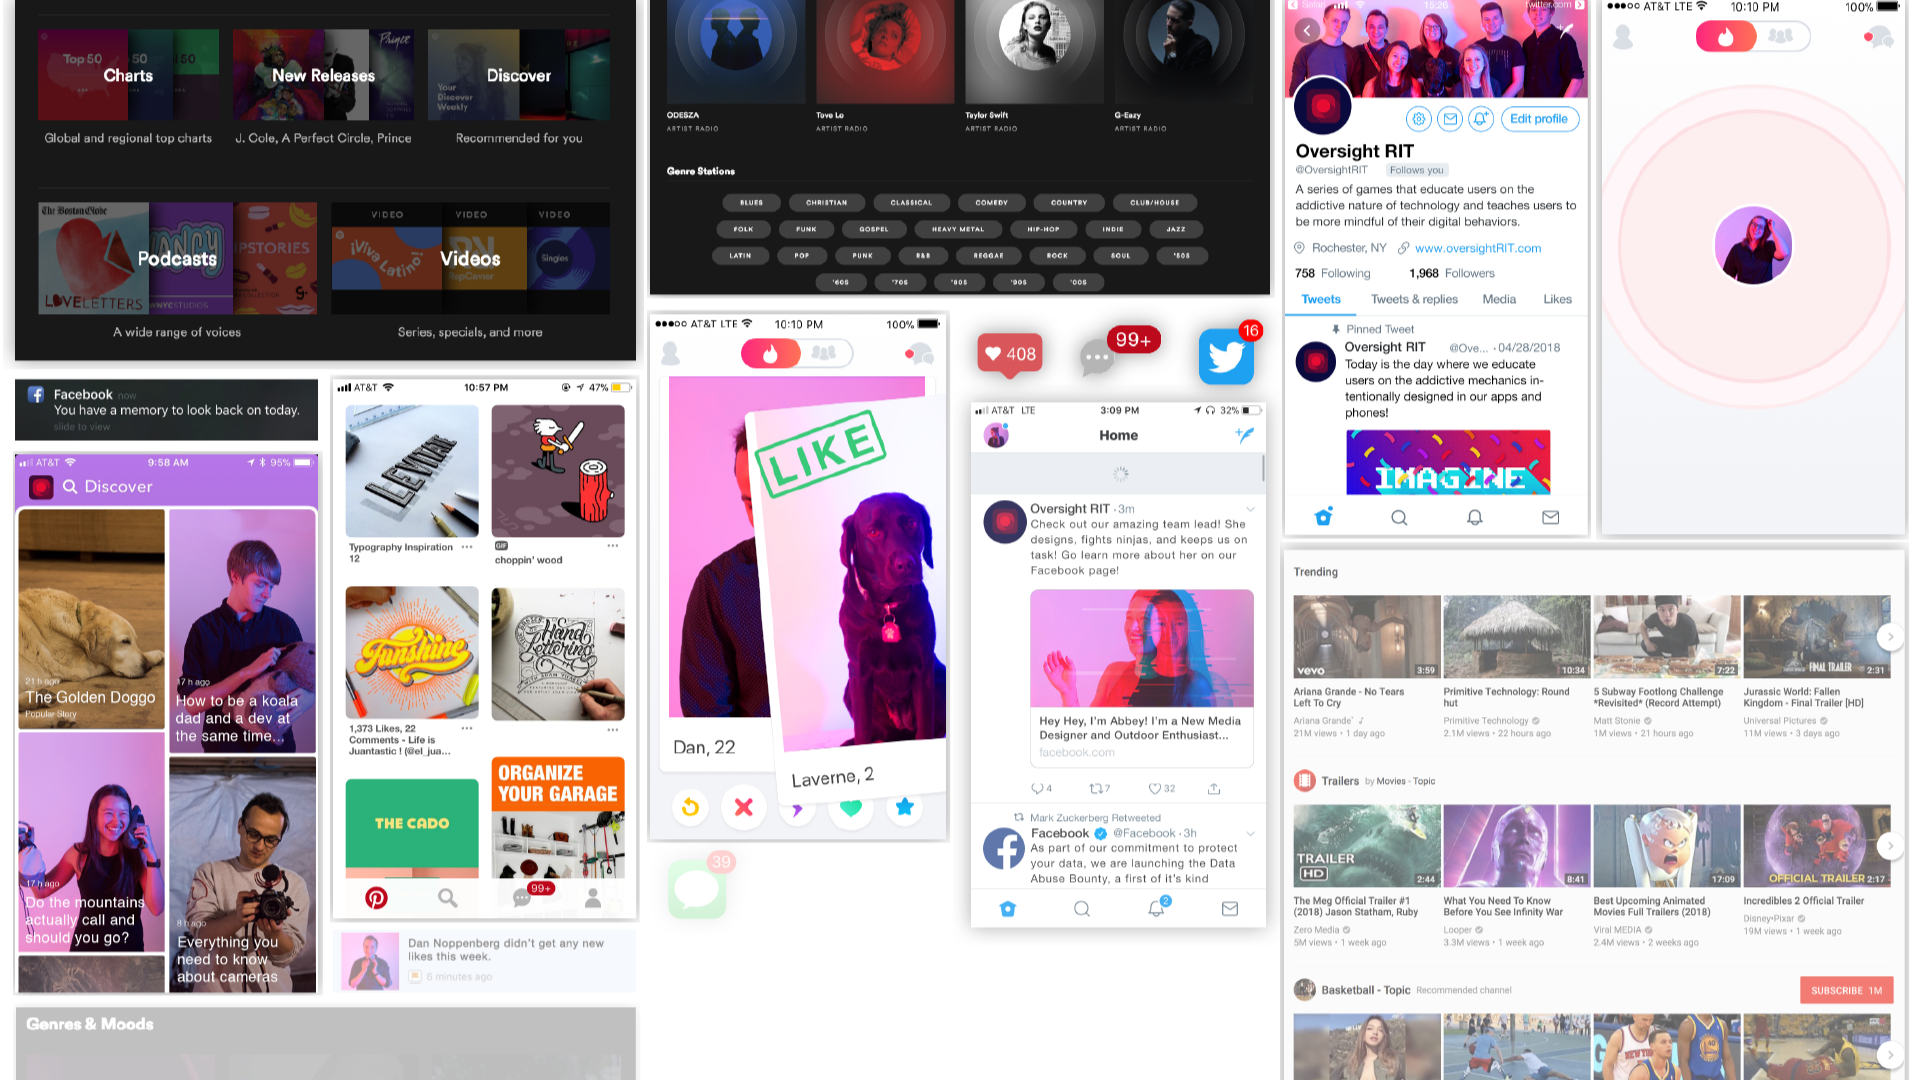 Top 50
50
50
Charts
New Releases
Prince
Your
Discover
Weekly
Discover
Global and regional top charts
J. Cole, A Perfect Circle, Prince
Recommended for you
The Boston Globe
LOVELETTERS
WNYCSTUDIOS
Podcasts
VIDEO
VIDEO
VIDEO
¡Viva Latino!
RapCaviar
Singles
Videos
A wide range of voices
Series, specials, and more
ODESZA
ARTIST RADIO
Tove Lo
ARTIST RADIO
Taylor Swift
ARTIST RADIO
G-Eazy
ARTIST RADIO
Genre Stations
BLUES
CHRISTIAN
CLASSICAL
COMEDY
COUNTRY
CLUB/HOUSE
FOLK
FUNK
GOSPEL
HEAVY METAL
HIP-HOP
INDIE
JAZZ
LATIN
POP
PUNK
R&B
REGGAE
ROCK
SOUL
'50S
'60S
'70S
'80S
'90S
'00S
Safari
15:26
twitter.com
Edit profile
Oversight RIT
@OversightRIT
Follows you
A series of games that educate users on the
addictive nature of technology and teaches users to
be more mindful of their digital behaviors.
Rochester, NY
www.oversightRIT.com
758 Following
1,968 Followers
Tweets
Tweets & replies
Media
Likes
Pinned Tweet
Oversight RIT
@Ove... · 04/28/2018
Today is the day where we educate
users on the addictive mechanics in-
tentionally designed in our apps and
phones!
IMAGINE
AT&T LTE
10:10 PM
100%
Facebook now
You have a memory to look back on today.
slide to view
AT&T
9:58 AM
95%
Discover
21 h ago
The Golden Doggo
Popular Story
17 h ago
How to be a koala
dad and a dev at
the same time...
17 h ago
Do the mountains
actually call and
should you go?
8 h ago
Everything you
need to know
about cameras
AT&T
10:57 PM
47%
LEVITATE
Typography Inspiration
12
GIF
choppin' wood
Funshine
Hand
Lettering
1,373 Likes, 22
Comments - Life is
Juantastic ! (@el_jua...
THE CADO
ORGANIZE
YOUR GARAGE
99+
Dan Noppenberg didn't get any new
likes this week.
6 minutes ago
Genres & Moods
AT&T LTE
10:10 PM
100%
LIKE
Dan, 22
Laverne, 2
39
408
99+
16
AT&T LTE
3:09 PM
32%
Home
Oversight RIT · 3m
Check out our amazing team lead! She
designs, fights ninjas, and keeps us on
task! Go learn more about her on our
Facebook page!
Hey Hey, I'm Abbey! I'm a New Media
Designer and Outdoor Enthusiast...
facebook.com
4
7
32
Mark Zuckerberg Retweeted
Facebook
@Facebook · 3h
As part of our commitment to protect
your data, we are launching the Data
Abuse Bounty, a first of it's kind
2
Trending
vevo
3:59
10:34
7:22
FINAL TRAILER
2:31
Ariana Grande - No Tears
Left To Cry
Ariana Grande
21M views • 1 day ago
Primitive Technology: Round
hut
Primitive Technology
2.1M views • 22 hours ago
5 Subway Footlong Challenge
*Revisited* (Record Attempt)
Matt Stonie
1M views • 21 hours ago
Jurassic World: Fallen
Kingdom - Final Trailer [HD]
Universal Pictures
11M views • 3 days ago
Trailers by Movies - Topic
TRAILER
HD
2:44
8:41
17:09
OFFICIAL TRAILER 2:17
The Meg Official Trailer #1
(2018) Jason Statham, Ruby
Zero Media
5M views • 1 week ago
What You Need To Know
Before You See Infinity War
Looper
3.3M views • 1 week ago
Best Upcoming Animated
Movies Full Trailers (2018)
Viral MEDIA
2.4M views • 2 weeks ago
Incredibles 2 Official Trailer
Disney•Pixar
19M views • 1 week ago
Basketball - Topic
Recommended channel
SUBSCRIBE 1M